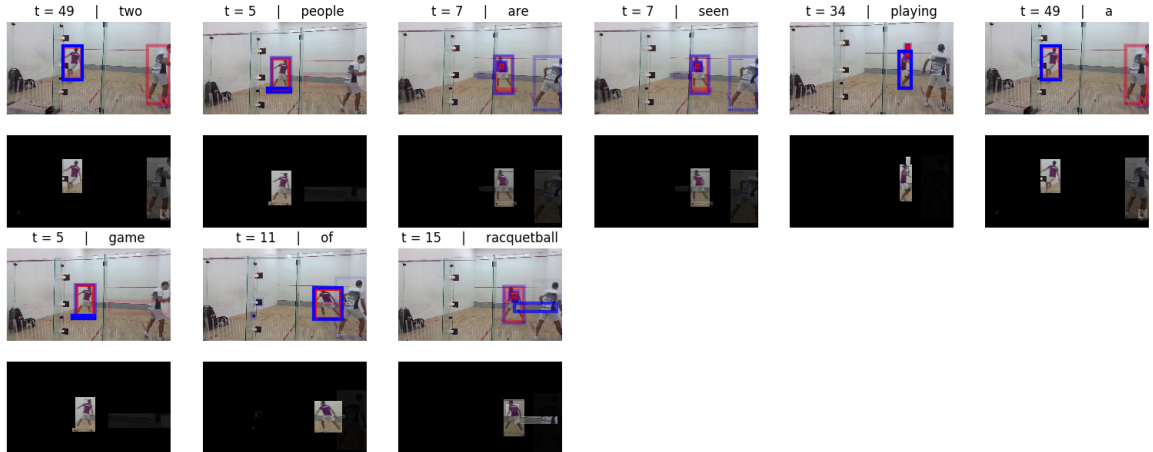 t = 49 | two
t = 5 | people
t = 7 | are
t = 7 | seen
t = 34 | playing
t = 49 | a
t = 5 | game
t = 11 | of
t = 15 | racquetball